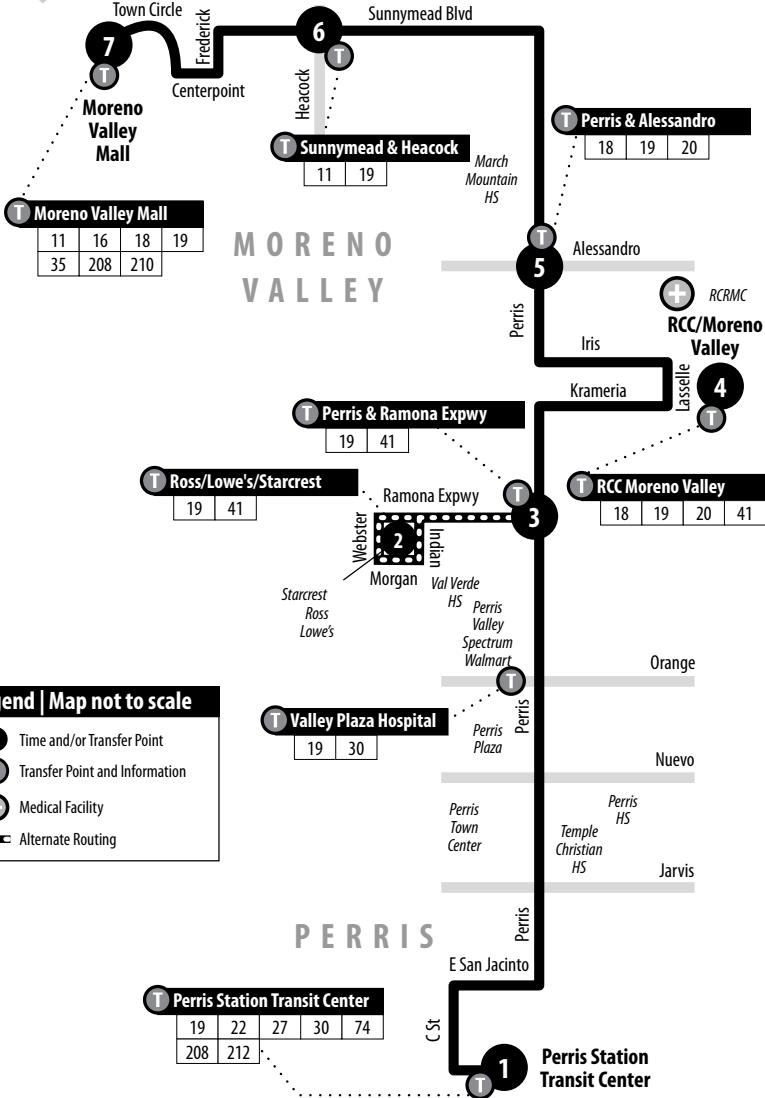 Town Circle
Frederick
6
Sunnymead Blvd
7
T
T
Centerpoint
Heacock
Moreno
Valley
Mall
T Perris & Alessandro
18 19 20
T Sunnymead & Heacock
11 19
March
Mountain
HS
T Moreno Valley Mall
11 16 18 19
35 208 210
MORENO
VALLEY
T
5
Alessandro
RCRMC
RCC/Moreno
Valley
Perris
Iris
Lasselle
4
T
Krameria
T Perris & Ramona Expwy
19 41
T Ross/Lowe's/Starcrest
19 41
T RCC Moreno Valley
18 19 20 41
Ramona Expwy
T
3
Webster
2
Indian
Morgan
Starcrest
Ross
Lowe's
Val Verde
HS
Perris
Valley
Spectrum
Walmart
Orange
T
gend | Map not to scale
Time and/or Transfer Point
Transfer Point and Information
Medical Facility
Alternate Routing
T Valley Plaza Hospital
19 30
Perris
Plaza
Perris
Nuevo
Perris
Town
Center
Perris
HS
Temple
Christian
HS
Jarvis
PERRIS
Perris
E San Jacinto
T Perris Station Transit Center
19 22 27 30 74
208 212
C St
1
T
Perris Station
Transit Center